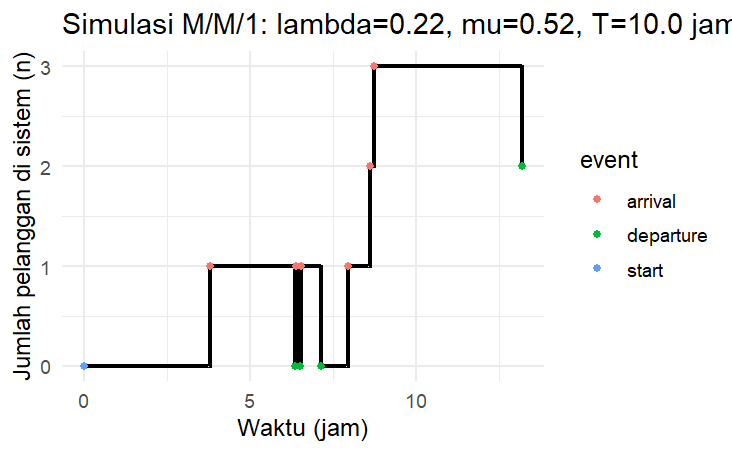 Simulasi M/M/1: lambda=0.22, mu=0.52, T=10.0 jam
Jumlah pelanggan di sistem (n)
3
2
1
0
0 5 10
Waktu (jam)
event
arrival
departure
start